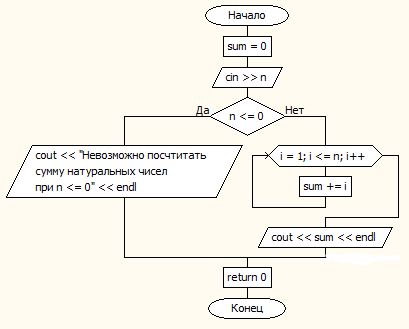 Начало
sum = 0
cin >> n
n <= 0
Да
Нет
cout << "Невозможно посчтитать
сумму натуральных чисел
при n <= 0" << endl
i = 1; i <= n; i++
sum += i
cout << sum << endl
return 0
Конец